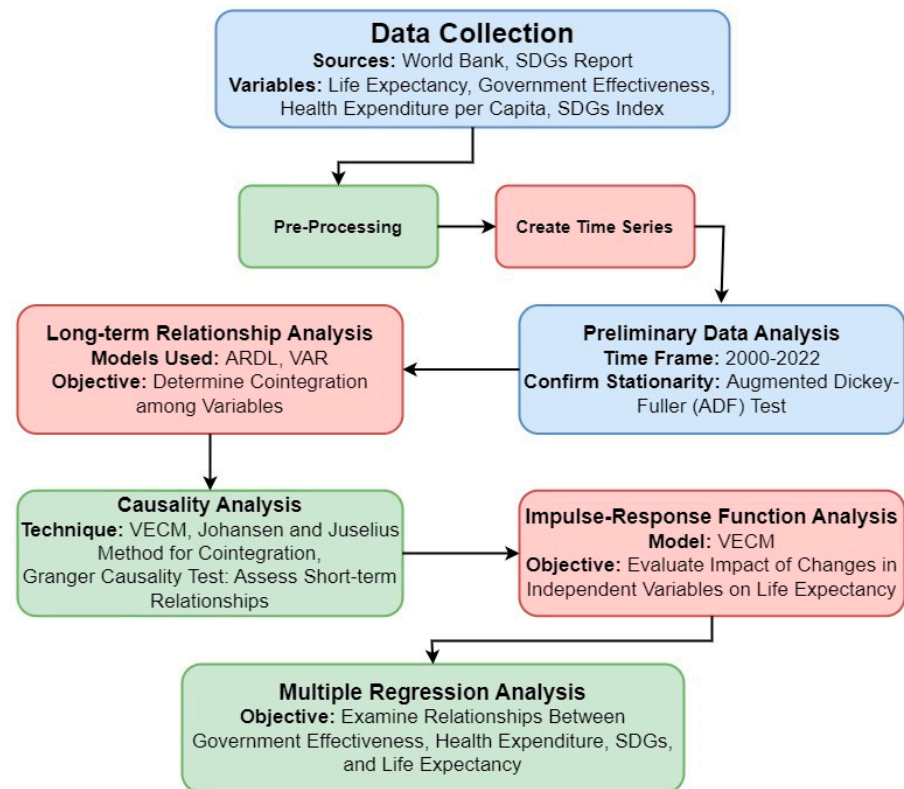 Data Collection
Sources: World Bank, SDGs Report
Variables: Life Expectancy, Government Effectiveness,
Health Expenditure per Capita, SDGs Index
Pre-Processing
Create Time Series
Preliminary Data Analysis
Time Frame: 2000-2022
Confirm Stationarity: Augmented Dickey-
Fuller (ADF) Test
Long-term Relationship Analysis
Models Used: ARDL, VAR
Objective: Determine Cointegration
among Variables
Causality Analysis
Technique: VECM, Johansen and Juselius
Method for Cointegration,
Granger Causality Test: Assess Short-term
Relationships
Impulse-Response Function Analysis
Model: VECM
Objective: Evaluate Impact of Changes in
Independent Variables on Life Expectancy
Multiple Regression Analysis
Objective: Examine Relationships Between
Government Effectiveness, Health Expenditure, SDGs,
and Life Expectancy